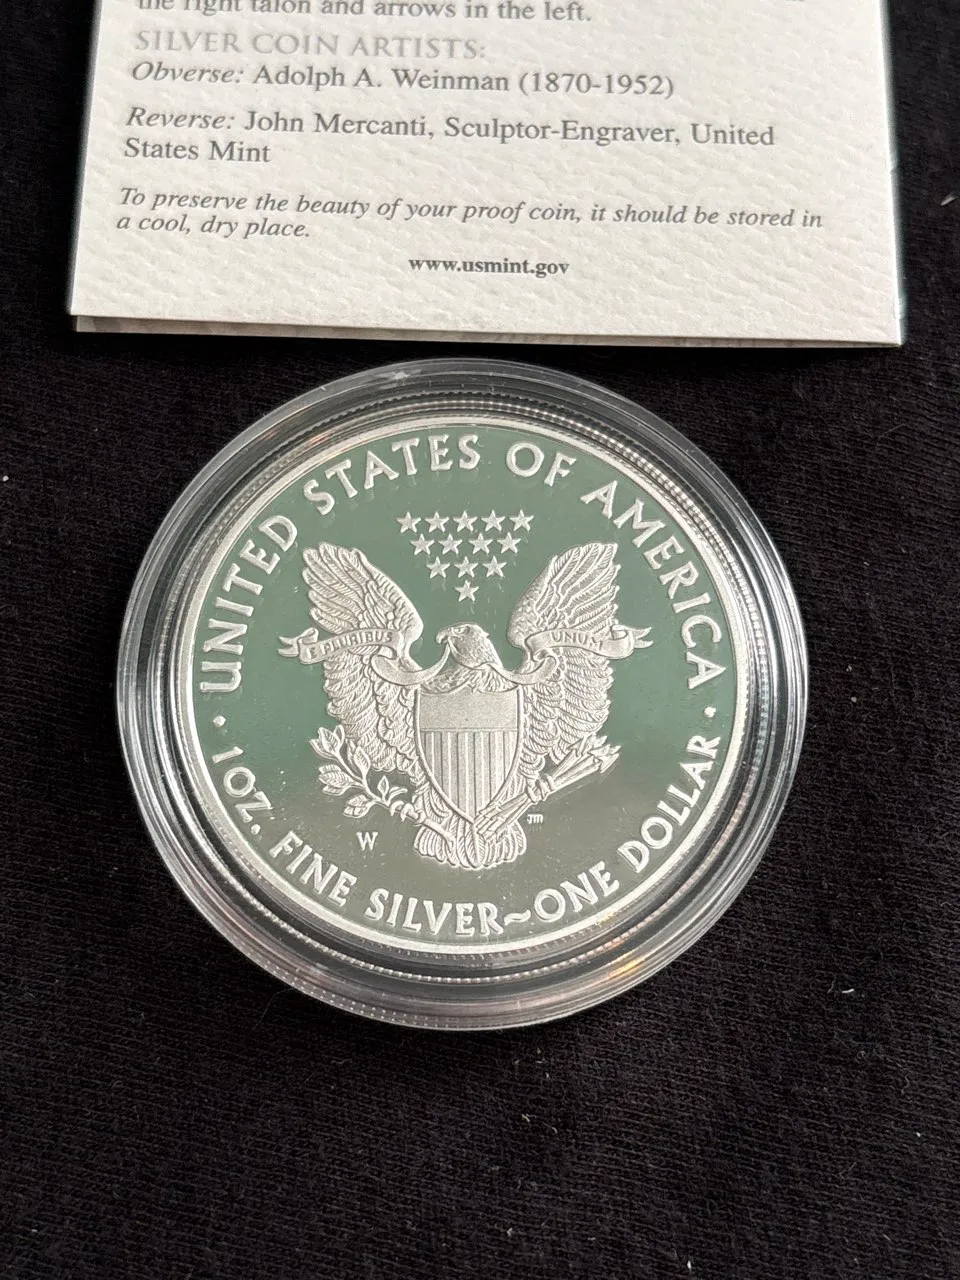 the right talon and arrows in the left.
SILVER COIN ARTISTS:
Obverse: Adolph A. Weinman (1870-1952)
Reverse: John Mercanti, Sculptor-Engraver, United
States Mint
To preserve the beauty of your proof coin, it should be stored in
a cool, dry place.
www.usmint.gov
UNITED STATES OF AMERICA
E PLURIBUS UNUM
W
JM
• 1 OZ. FINE SILVER~ONE DOLLAR •